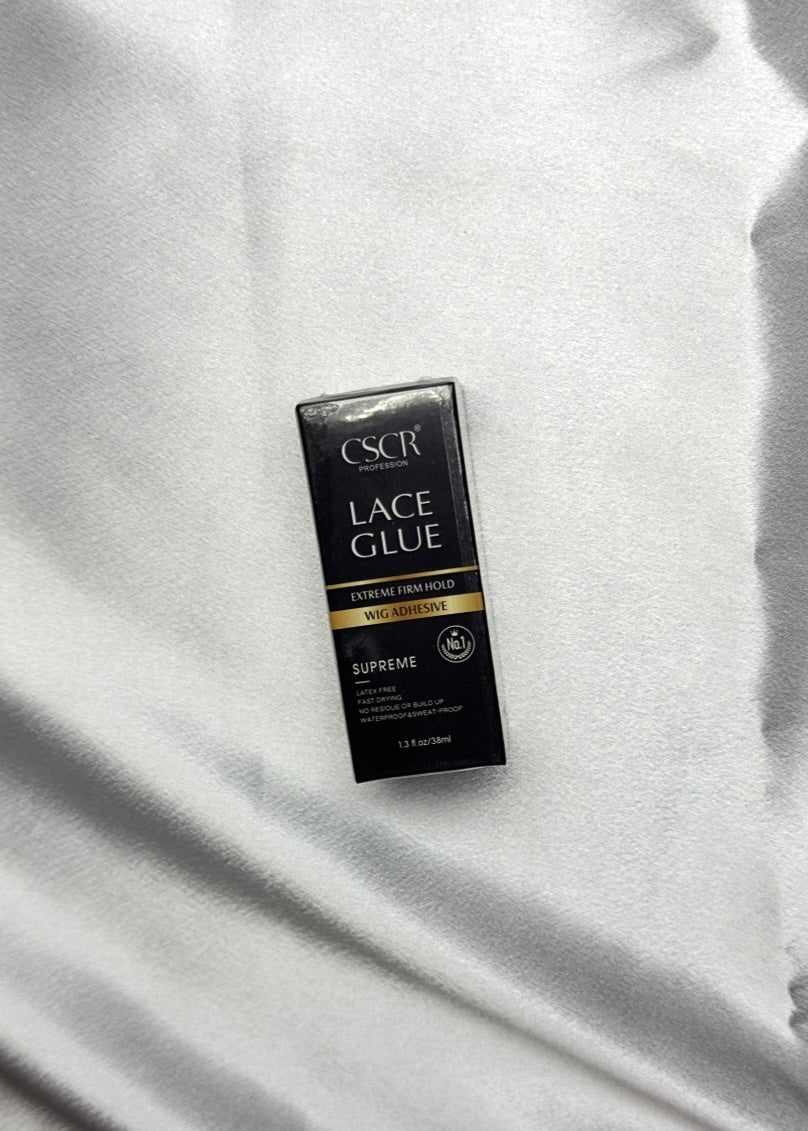 CSCR®
PROFESSION
LACE
GLUE
EXTREME FIRM HOLD
WIG ADHESIVE
No.1
SUPREME
LATEX FREE
FAST DRYING
NO RESIDUE OR BUILD UP
WATERPROOF&SWEAT-PROOF
1.3 fl.oz/38ml